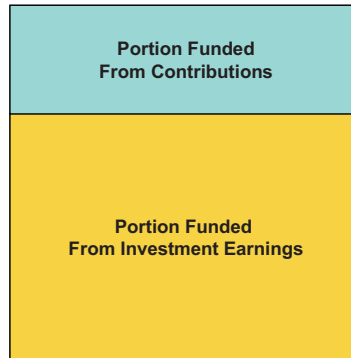 Portion Funded
From Contributions
Portion Funded
From Investment Earnings